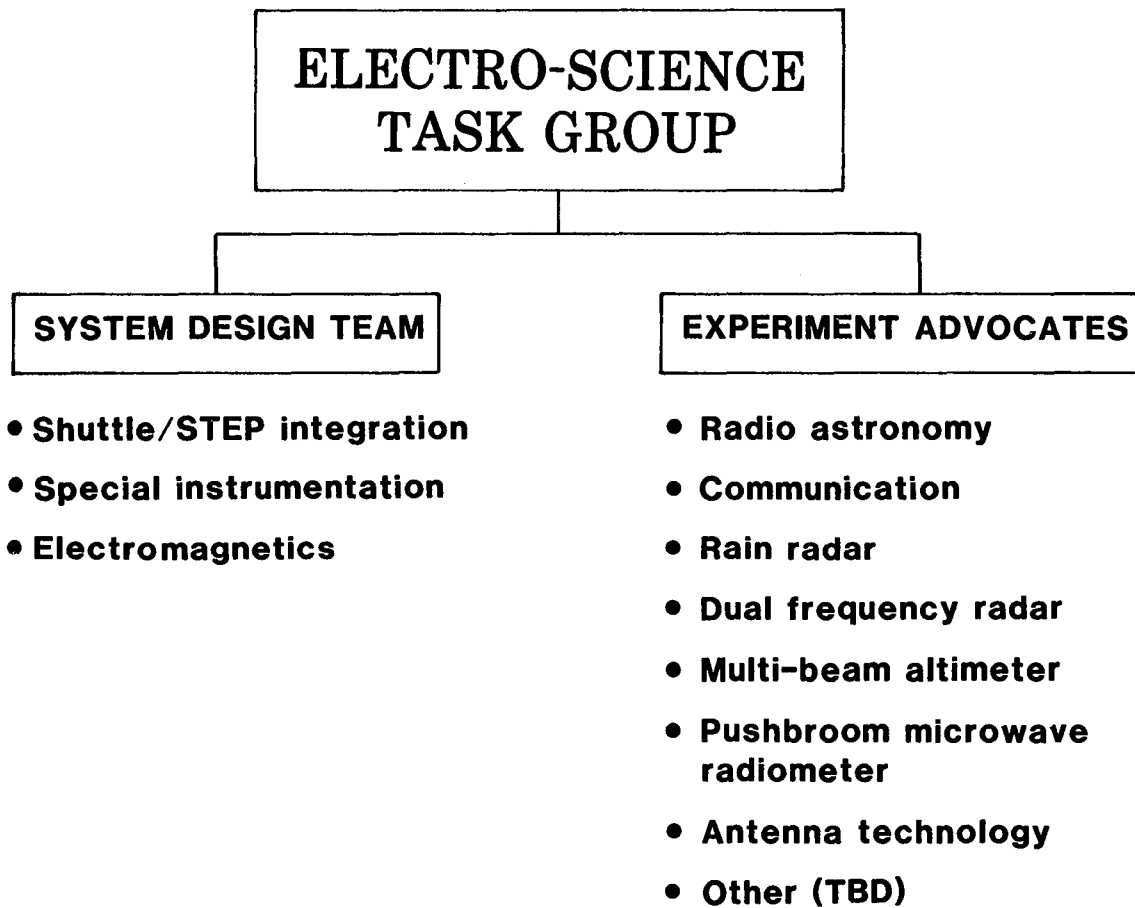 ELECTRO-SCIENCE
TASK GROUP
SYSTEM DESIGN TEAM
• Shuttle/STEP integration
• Special instrumentation
• Electromagnetics
EXPERIMENT ADVOCATES
• Radio astronomy
• Communication
• Rain radar
• Dual frequency radar
• Multi-beam altimeter
• Pushbroom microwave
radiometer
• Antenna technology
• Other (TBD)